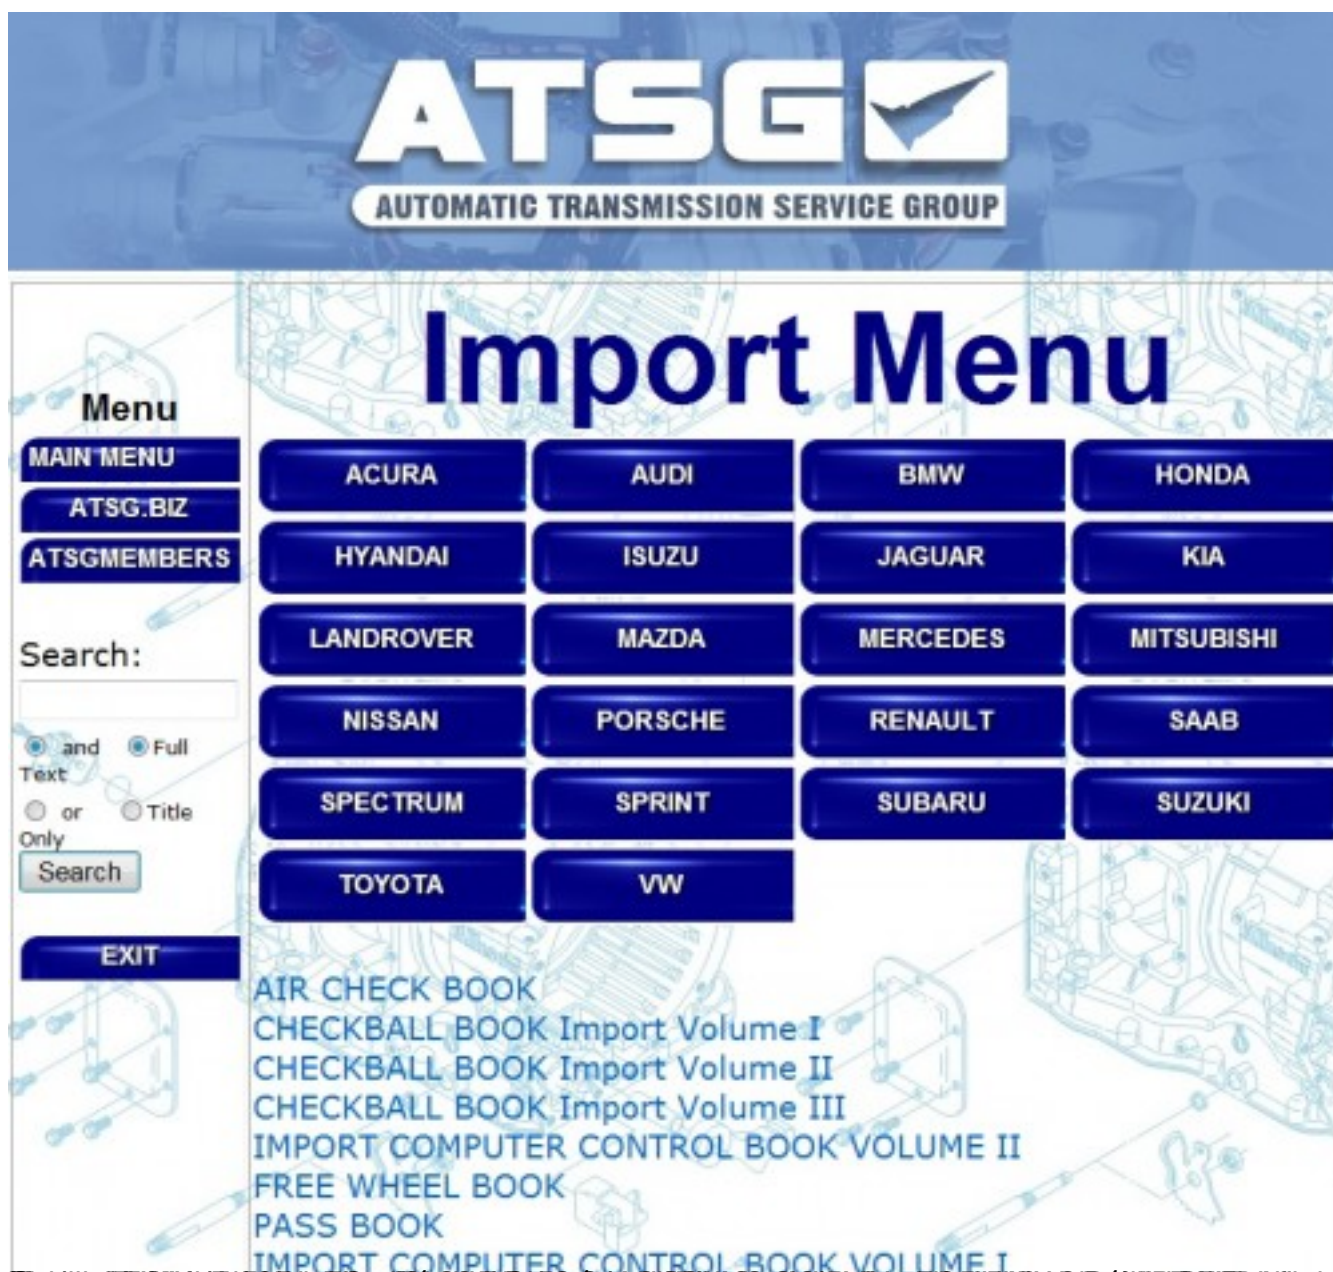 ATSG
AUTOMATIC TRANSMISSION SERVICE GROUP
Menu
MAIN MENU
ATSG.BIZ
ATSGMEMBERS
Search:
and Full
Text
or Title
Only
Search
EXIT
Import Menu
ACURA AUDI BMW HONDA
HYANDAI ISUZU JAGUAR KIA
LANDROVER MAZDA MERCEDES MITSUBISHI
NISSAN PORSCHE RENAULT SAAB
SPECTRUM SPRINT SUBARU SUZUKI
TOYOTA VW
AIR CHECK BOOK
CHECKBALL BOOK Import Volume I
CHECKBALL BOOK Import Volume II
CHECKBALL BOOK Import Volume III
IMPORT COMPUTER CONTROL BOOK VOLUME II
FREE WHEEL BOOK
PASS BOOK
IMPORT COMPUTER CONTROL BOOK VOLUME I